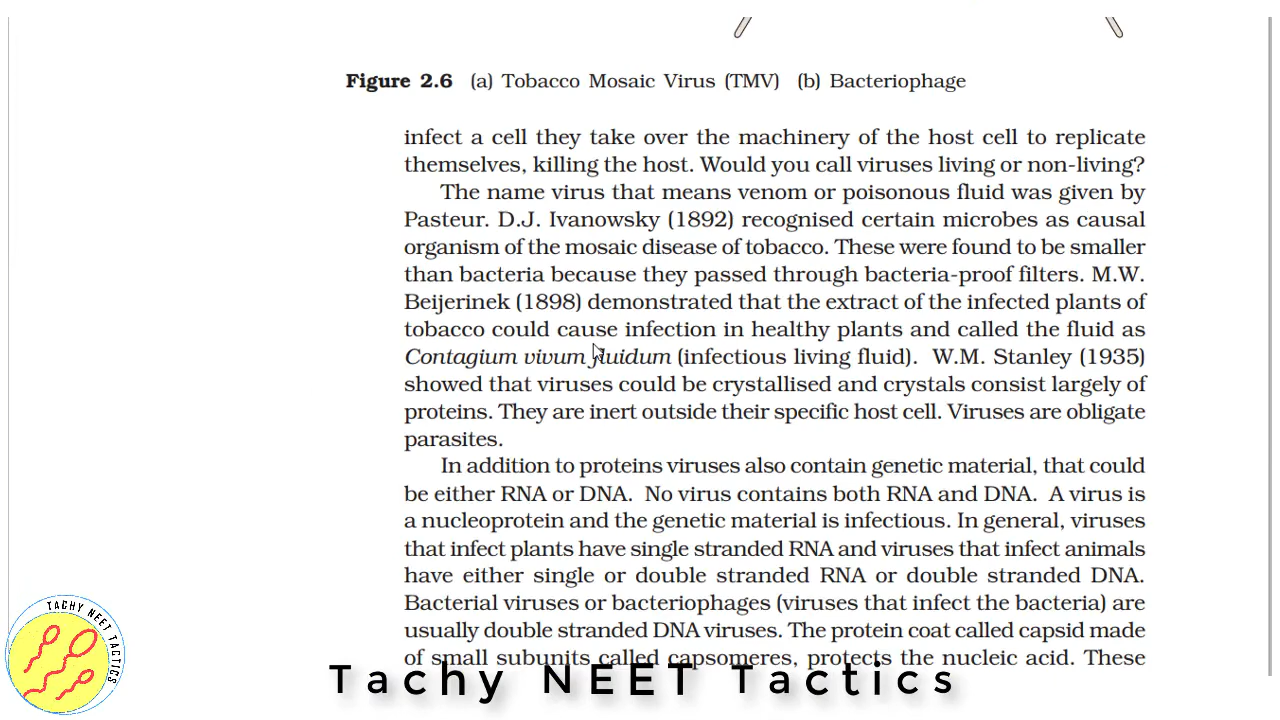 Figure 2.6 (a) Tobacco Mosaic Virus (TMV) (b) Bacteriophage
infect a cell they take over the machinery of the host cell to replicate
themselves, killing the host. Would you call viruses living or non-living?
The name virus that means venom or poisonous fluid was given by
Pasteur. D.J. Ivanowsky (1892) recognised certain microbes as causal
organism of the mosaic disease of tobacco. These were found to be smaller
than bacteria because they passed through bacteria-proof filters. M.W.
Beijerinek (1898) demonstrated that the extract of the infected plants of
tobacco could cause infection in healthy plants and called the fluid as
Contagium vivum fluidum (infectious living fluid). W.M. Stanley (1935)
showed that viruses could be crystallised and crystals consist largely of
proteins. They are inert outside their specific host cell. Viruses are obligate
parasites.
In addition to proteins viruses also contain genetic material, that could
be either RNA or DNA. No virus contains both RNA and DNA. A virus is
a nucleoprotein and the genetic material is infectious. In general, viruses
that infect plants have single stranded RNA and viruses that infect animals
have either single or double stranded RNA or double stranded DNA.
Bacterial viruses or bacteriophages (viruses that infect the bacteria) are
usually double stranded DNA viruses. The protein coat called capsid made
of small subunits called capsomeres, protects the nucleic acid. These
TACHY NEET TACTICS
Tachy NEET Tactics